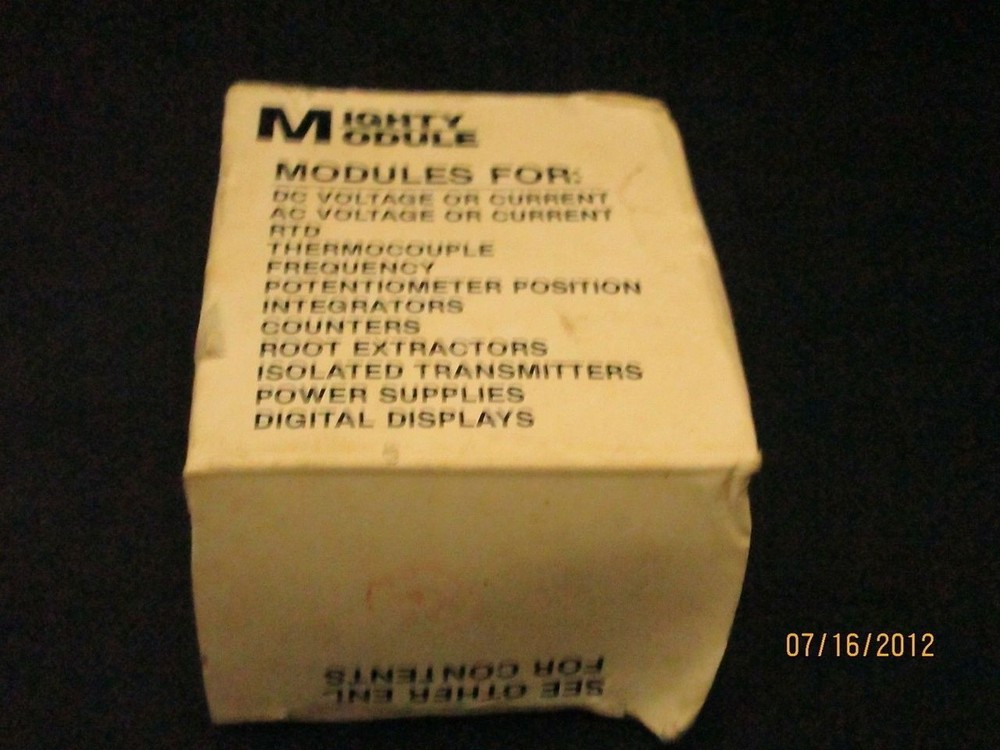 MIGHTY
MODULE
MODULES FOR:
DC VOLTAGE OR CURRENT
AC VOLTAGE OR CURRENT
RTD
THERMOCOUPLE
FREQUENCY
POTENTIOMETER POSITION
INTEGRATORS
COUNTERS
ROOT EXTRACTORS
ISOLATED TRANSMITTERS
POWER SUPPLIES
DIGITAL DISPLAYS
SEE OTHER END
FOR CONTENTS
07/16/2012